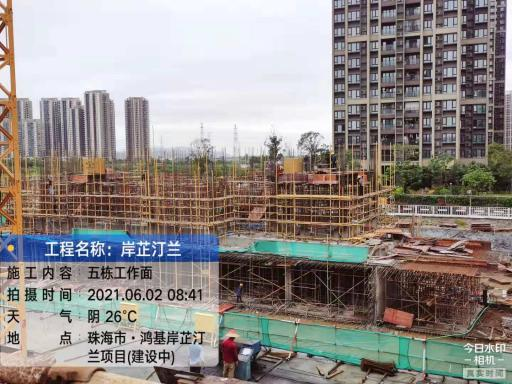 工程名称：岸芷汀兰
施工内容：五栋工作面
拍摄时间：2021.06.02 08:41
天气：阴 26°C
地点：珠海市·鸿基岸芷汀
兰项目(建设中)
今日水印
相机
真实时间